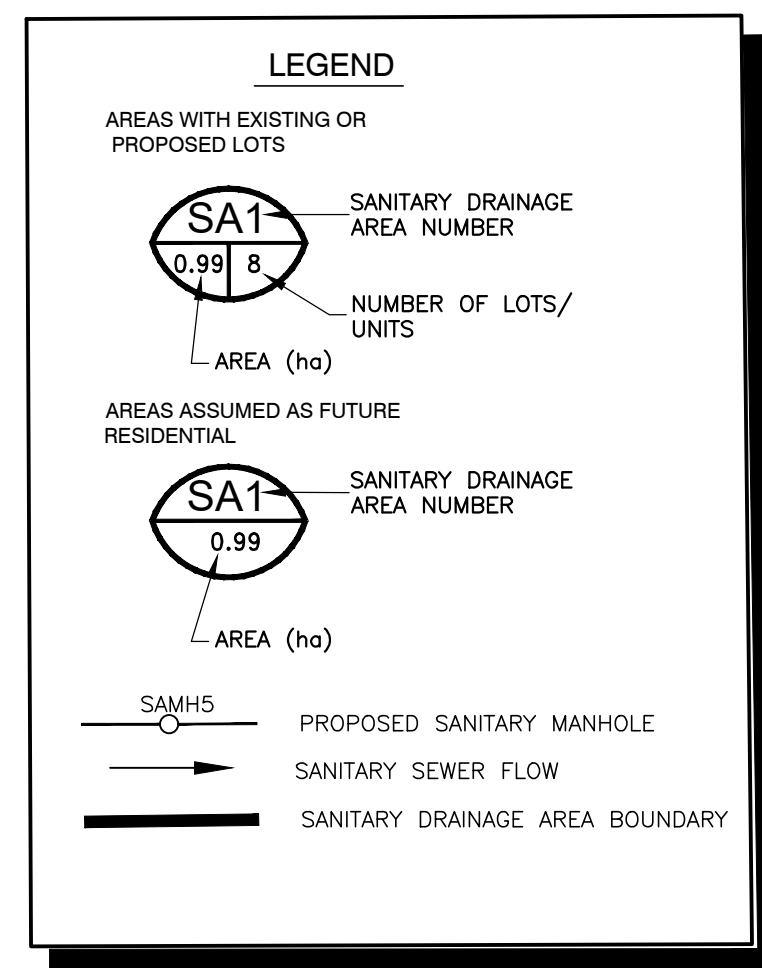 LEGEND
AREAS WITH EXISTING OR
PROPOSED LOTS
SA1
SANITARY DRAINAGE
AREA NUMBER
0.99
8
NUMBER OF LOTS/
UNITS
AREA (ha)
AREAS ASSUMED AS FUTURE
RESIDENTIAL
SA1
SANITARY DRAINAGE
AREA NUMBER
0.99
AREA (ha)
SAMH5
PROPOSED SANITARY MANHOLE
SANITARY SEWER FLOW
SANITARY DRAINAGE AREA BOUNDARY